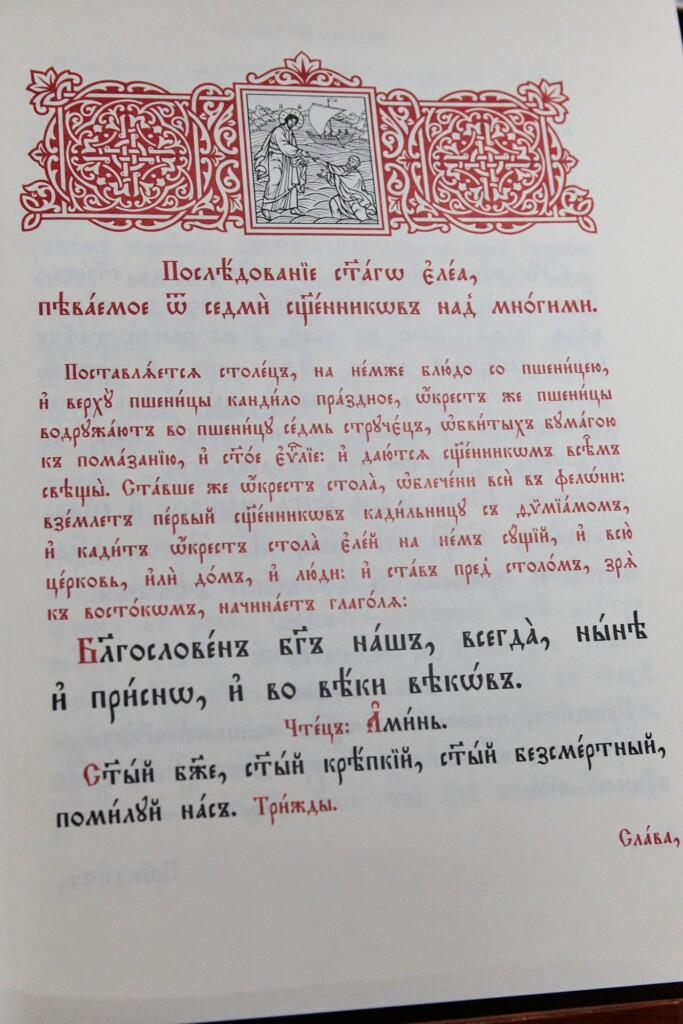 Послѣ́дованїе ст҃а́гѡ є҆ле́а,
пѣва́емое ѿ седмѝ сщ҃е́нникѡвъ над̾ мно́гими.
Поставлѧ́етсѧ столе́цъ, на не́мже блю́до со пшени́цею,
и҆ верхꙋ̀ пшени́цы канди́ло пра́здное, ѡ҆́крестъ же пшени́цы
водрꙋжа́ютъ во пшени́цꙋ се́дмь стрꙋче́цъ, ѡ҆бви́тыхъ бꙋма́гою
къ пома́занїю, и҆ ст҃о́е є҆ѵⷢ҇лїе: и҆ даю́тсѧ сщ҃е́нникѡмъ всѣ̑мъ
свѣщы̀. Ста́вше же ѡ҆́крестъ стола̀, ѡ҆блече́ни всѝ въ фелѡ́ни:
взе́млетъ пе́рвый сщ҃е́нникѡвъ кади́льницꙋ съ ѳѷмїа́момъ,
и҆ кади́тъ ѡ҆́крестъ стола̀ є҆ле́й на не́мъ сꙋ́щїй, и҆ всю̀
це́рковь, и҆лѝ до́мъ, и҆ лю́ди: и҆ ста́въ пред̾ столо́мъ, зрѧ̀
къ восто́кѡмъ, начина́етъ глаго́лѧ:
Бл҃гослове́нъ бг҃ъ на́шъ, всегда̀, ны́нѣ
и҆ при́снѡ, и҆ во вѣ́ки вѣкѡ́въ.
Чте́цъ: А҆ми́нь.
Ст҃ы́й бж҃е, ст҃ы́й крѣ́пкїй, ст҃ы́й безсме́ртный,
поми́лꙋй на́съ. Три́жды.
Сла́ва,